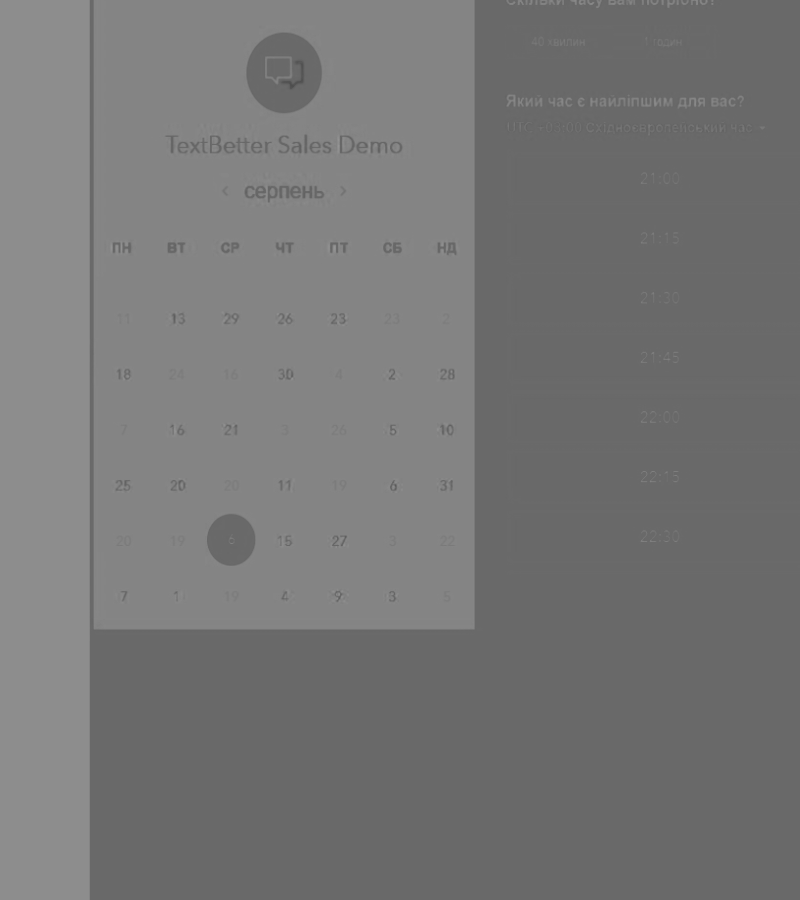 Скільки часу вам потрібно?
40 хвилин
1 годин
TextBetter Sales Demo
‹ серпень ›
ПН ВТ СР ЧТ ПТ СБ НД
11 13 29 26 23 23 2
18 24 16 30 4 2 28
7 16 21 3 26 5 10
25 20 20 11 19 6 31
20 19 6 15 27 3 22
7 1 19 4 9 3 5
Який час є найліпшим для вас?
Східноєвропейський час
21:00
21:15
21:30
21:45
22:00
22:15
22:30